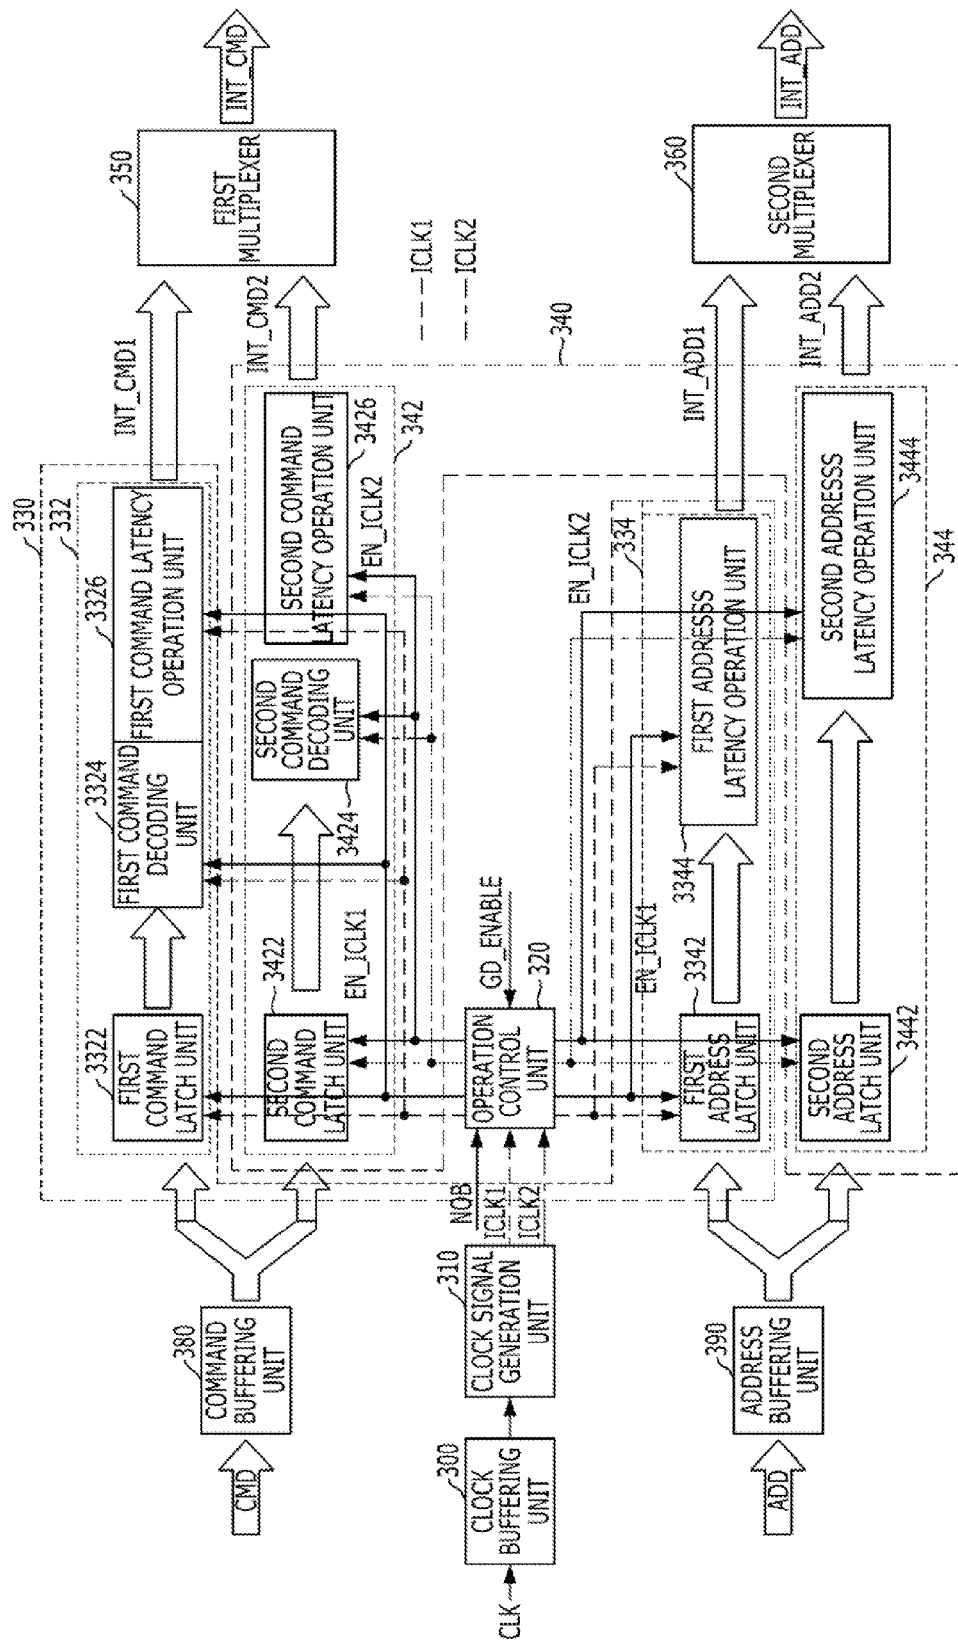 350
FIRST
MULTIPLEXER
INT_CMD
360
SECOND
MULTIPLEXER
INT_ADD
INT_CMD1
INT_CMD2
ICLK1
ICLK2
340
INT_ADD1
INT_ADD2
330
332
3326
FIRST COMMAND LATENCY
OPERATION UNIT
3324
FIRST COMMAND
DECODING
UNIT
3322
FIRST
COMMAND
LATCH UNIT
SECOND COMMAND
LATENCY OPERATION UNIT
3426
342
EN_ICLK2
SECOND
COMMAND
DECODING
UNIT
3424
EN_ICLK1
3422
SECOND
COMMAND
LATCH UNIT
GD_ENABLE
320
OPERATION
CONTROL
UNIT
NOB
ICLK1
ICLK2
EN_ICLK2
334
FIRST ADDRESSS
LATENCY OPERATION UNIT
3344
EN_ICLK1
3342
FIRST
ADDRESS
LATCH UNIT
SECOND ADDRESSS
LATENCY OPERATION UNIT
3444
344
SECOND
ADDRESS
LATCH UNIT
3442
380
COMMAND
BUFFERING
UNIT
CMD
310
CLOCK SIGNAL
GENERATION
UNIT
300
CLOCK
BUFFERING
UNIT
CLK
390
ADDRESS
BUFFERING
UNIT
ADD